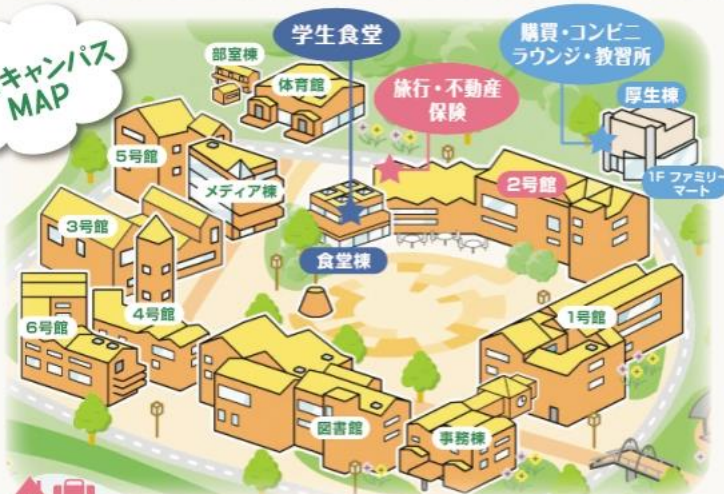 キャンパス
MAP
学生食堂
購買・コンビニ
ラウンジ・教習所
部室棟
体育館
旅行・不動産
保険
厚生棟
5号館
メディア棟
2号館
1F ファミリー
マート
3号館
食堂棟
4号館
6号館
1号館
図書館
事務棟